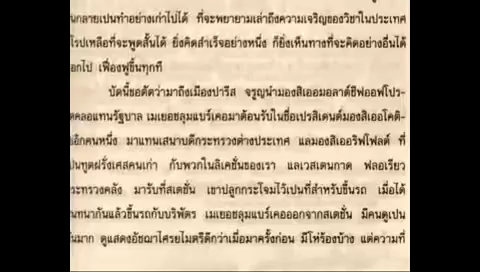 นกลายเปนทำอย่างเก่าไปได้ ที่จะพยายามเล่าถึงความเจริญของวิชาในประเทศ
โรปเหลือที่จะพูดสั้นได้ ยิ่งคิดสำเร็จอย่างหนึ่ง ก็ยิ่งเห็นทางที่จะคิดอย่างอื่นได้
อกไป เฟื่องฟูขึ้นทุกที
บัดนี้ขอตัดว่ามาถึงเมืองปารีส จรูญนำมองสิเออมอลาด์ชีฟออฟโปร-
ตคลอแทนรัฐบาล เมเยอชลุมแบร์เคอมาต้อนรับในชื่อเปรสิเดนต์มองสิเออโคติ-
อีกคนหนึ่ง มาแทนเสนาบดีกระทรวงต่างประเทศ แลมองสิเออริฟโฟลต์ ที่
ปนทูตฝรั่งเศสคนเก่า กับพวกในลิเคชั่นของเรา แลเวสเตนกาด ฟลอเรียว
ระทรวงคลัง มารับที่สเตชั่น เขาปลูกกระโจมไว้เปนที่สำหรับขึ้นรถ เมื่อได้
นทนากันแล้วขึ้นรถกับบริพัตร เมเยอชลุมแบร์เคอออกจากสเตชั่น มีคนดูเปน
นมาก ดูแสดงอัชฌาไศรยไมตรีดีกว่าเมื่อมาครั้งก่อน มีโห่ร้องบ้าง แต่ความที่